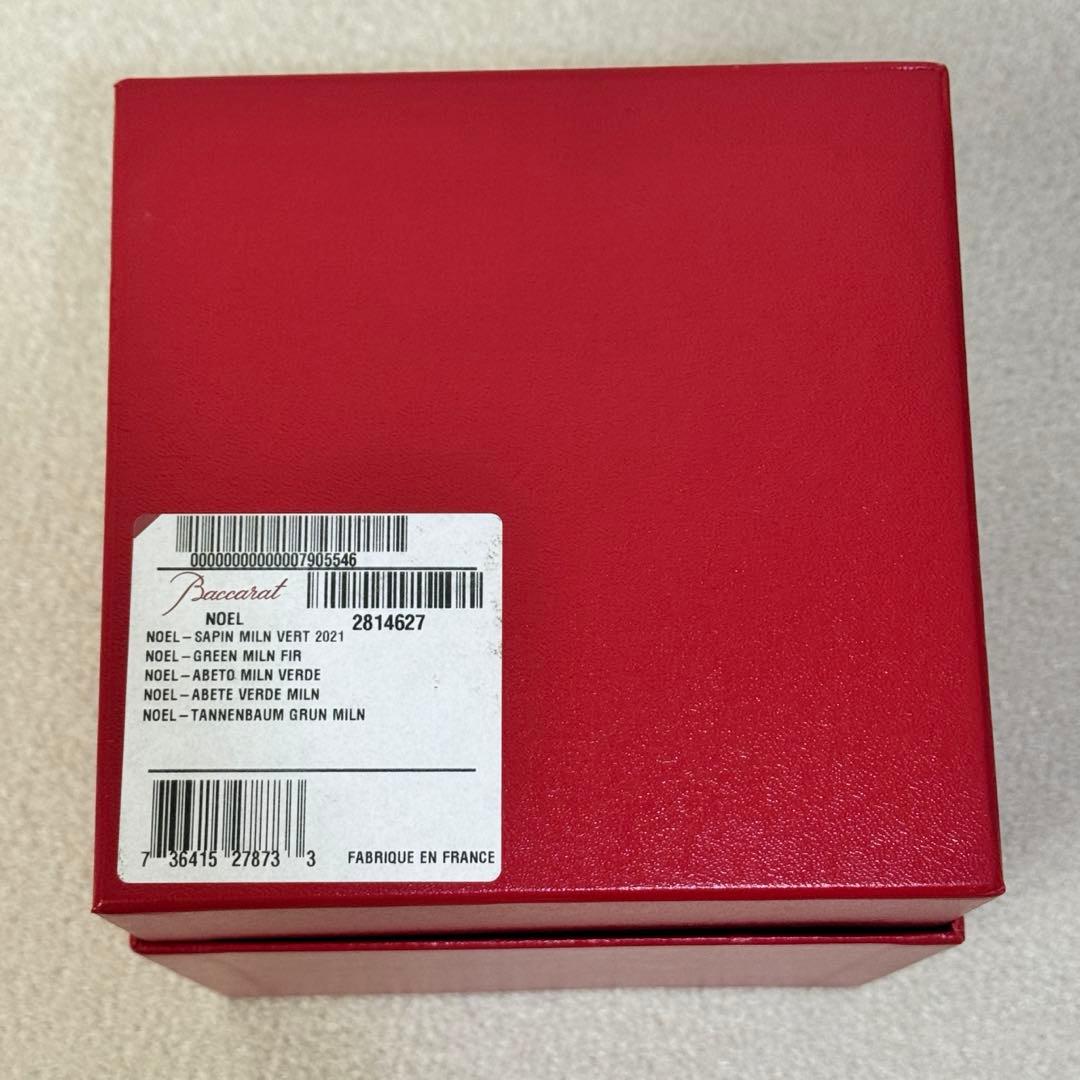 00000000000007905546
Baccarat
NOEL 2814627
NOEL-SAPIN MILN VERT 2021
NOEL-GREEN MILN FIR
NOEL-ABETO MILN VERDE
NOEL-ABETE VERDE MILN
NOEL-TANNENBAUM GRUN MILN
7 36415 27873 3 FABRIQUE EN FRANCE